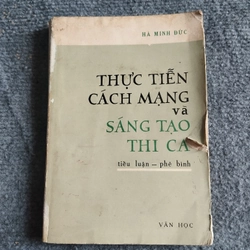 HÀ MINH ĐỨC
THỰC TIỄN
CÁCH MẠNG
và
SÁNG TẠO
THI CA
tiểu luận — phê bình
VĂN HỌC